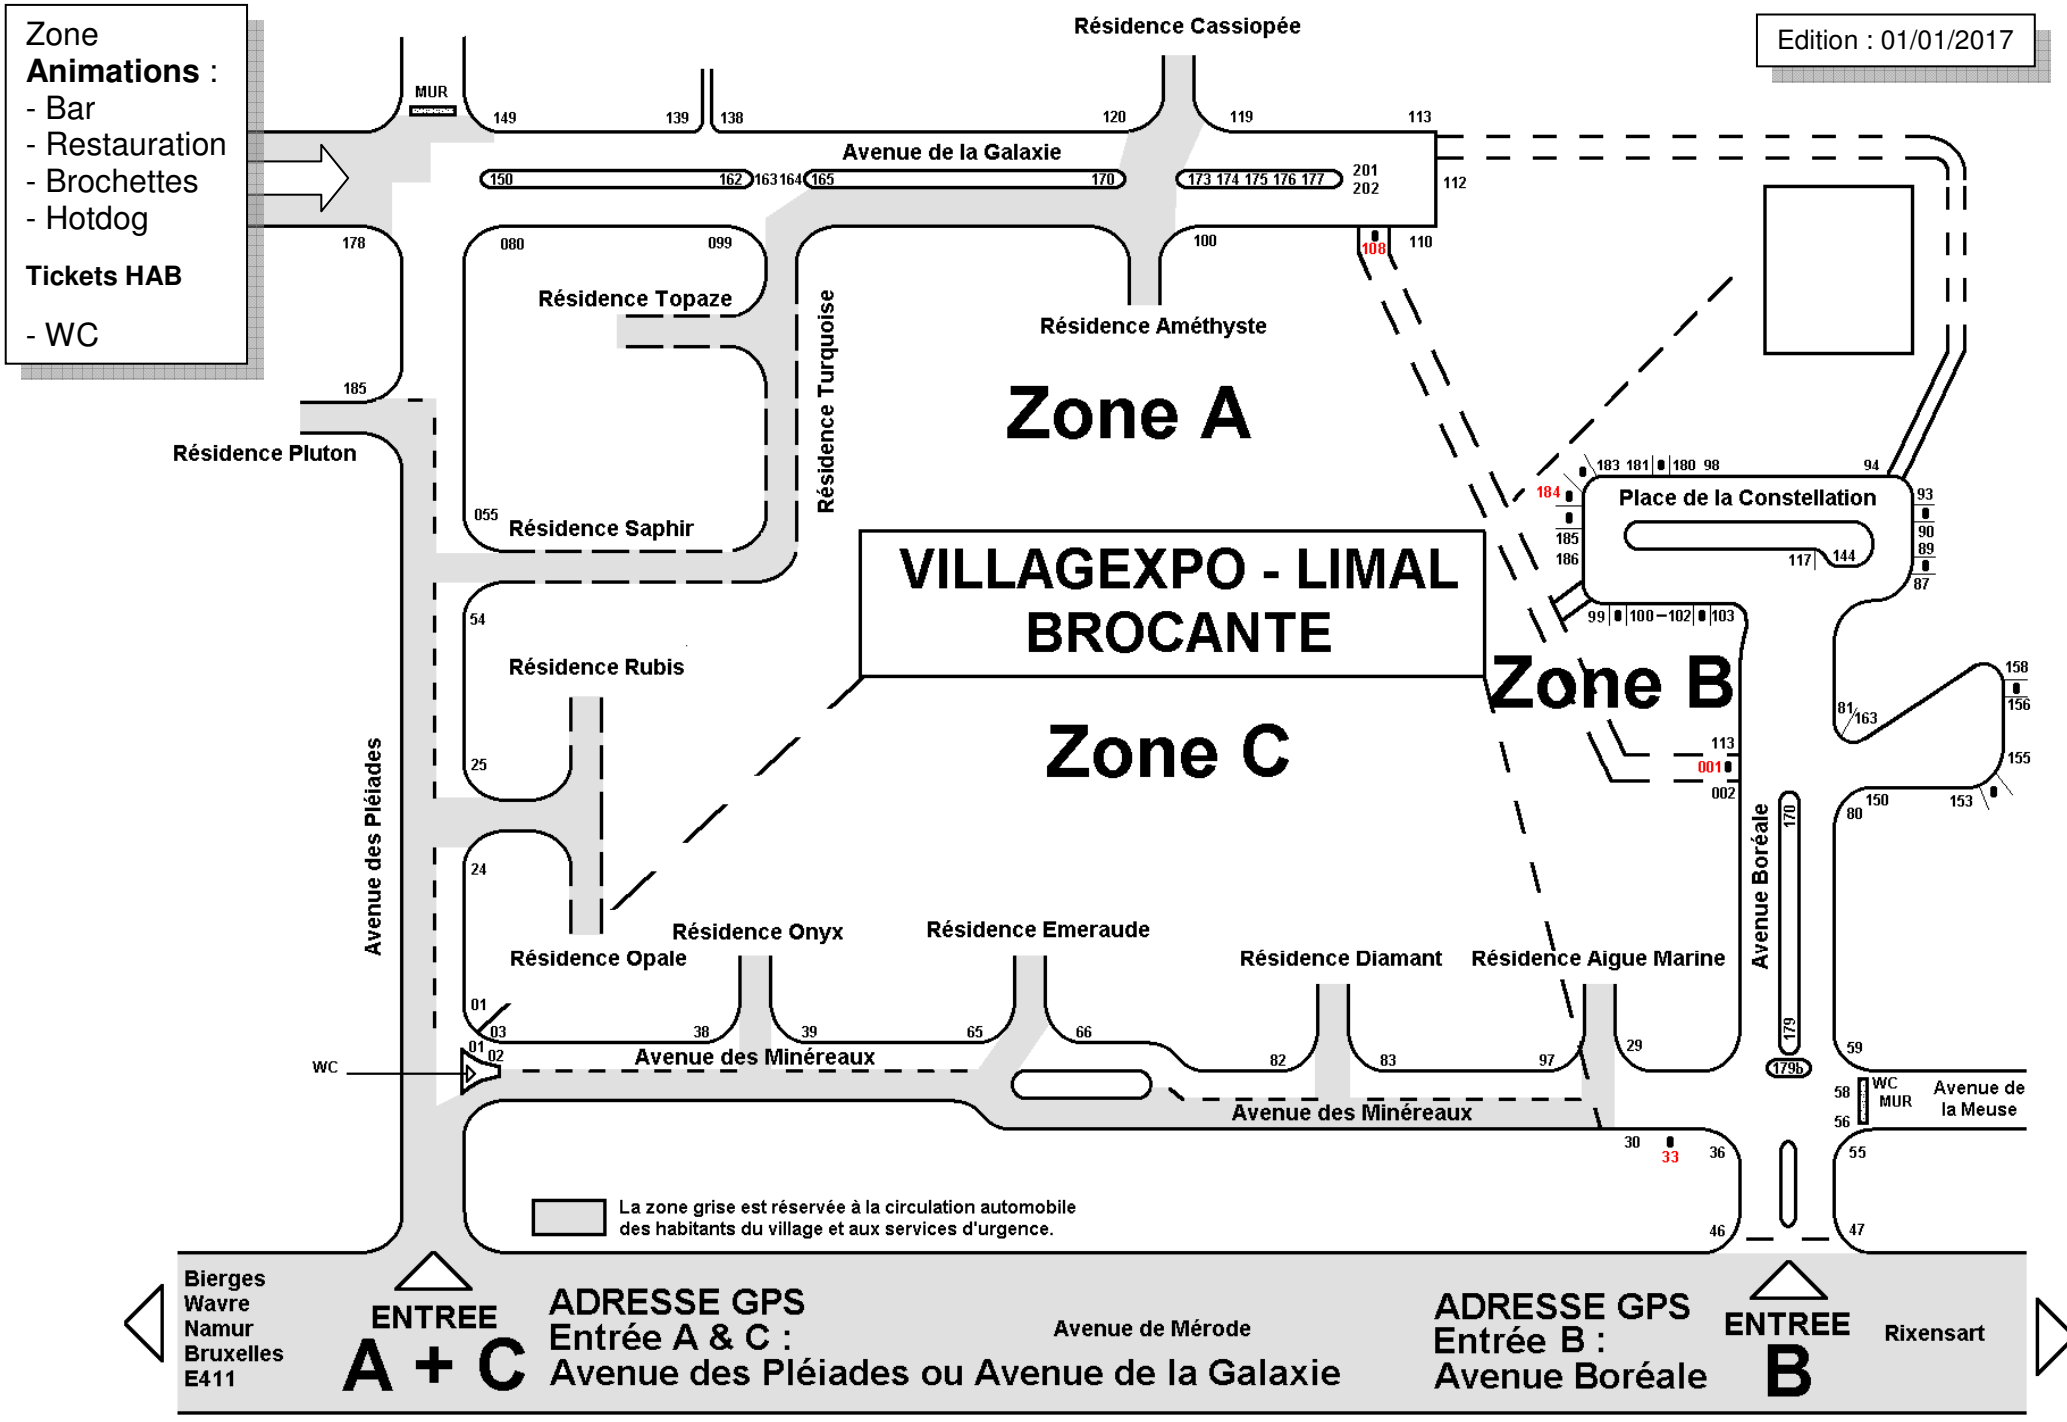 Zone
Animations :
- Bar
- Restauration
- Brochettes
- Hotdog
Tickets HAB
- WC
Résidence Cassiopée
Edition : 01/01/2017
MUR
149
139
138
120
119
113
Avenue de la Galaxie
150
162
163
164
165
170
173 174 175 176 177
201
202
112
178
080
099
100
108
110
Résidence Topaze
Résidence Turquoise
Résidence Améthyste
Zone A
185
Résidence Pluton
183 181 180 98
94
184
Place de la Constellation
93
055
Résidence Saphir
185
186
117
144
90
89
87
VILLAGEXPO - LIMAL
BROCANTE
99 100-102 103
54
Résidence Rubis
Zone B
158
156
81/163
Zone C
113
001
002
155
25
Avenue des Pléiades
150
153
80
170
Avenue Boréale
24
Résidence Opale
Résidence Onyx
Résidence Emeraude
Résidence Diamant
Résidence Aigue Marine
01
03
38
39
65
66
01
02
WC
Avenue des Minéreaux
82
83
97
29
179
59
179b
58
WC
MUR
56
Avenue de
la Meuse
Avenue des Minéreaux
30
33
36
55
La zone grise est réservée à la circulation automobile
des habitants du village et aux services d'urgence.
46
47
Bierges
Wavre
Namur
Bruxelles
E411
ENTREE
A + C
ADRESSE GPS
Entrée A & C :
Avenue des Pléiades ou Avenue de la Galaxie
Avenue de Mérode
ADRESSE GPS
Entrée B :
Avenue Boréale
ENTREE
B
Rixensart